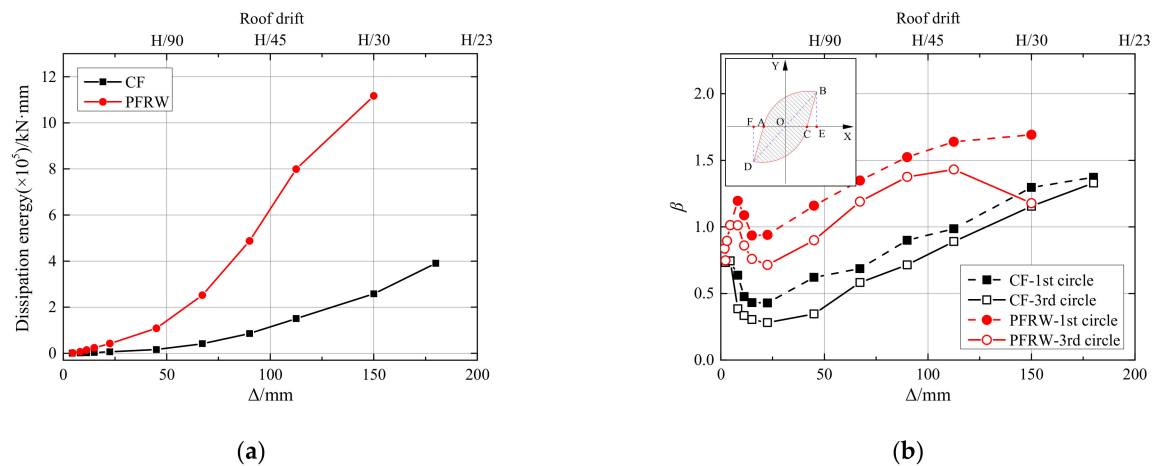 Roof drift
H/90 H/45 H/30 H/23
12
10
8
6
4
2
0
Dissipation energy(×10⁵)/kN·mm
CF
PFRW
0 50 100 150 200
Δ/mm
(a)
Roof drift
H/90 H/45 H/30 H/23
2.0
1.5
1.0
0.5
0.0
β
Y
B
F A O
C E X
D
CF-1st circle
CF-3rd circle
PFRW-1st circle
PFRW-3rd circle
0 50 100 150 200
Δ/mm
(b)